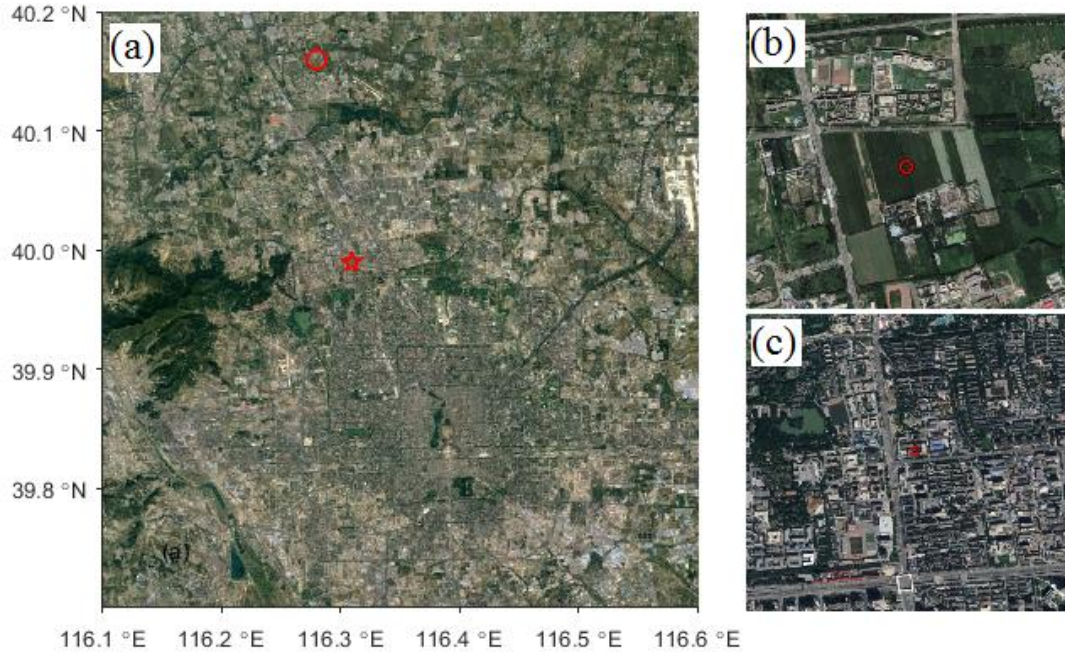 (a)
40.2 °N
40.1 °N
40.0 °N
39.9 °N
39.8 °N
(a)
116.1 °E
116.2 °E
116.3 °E
116.4 °E
116.5 °E
116.6 °E
(b)
(c)